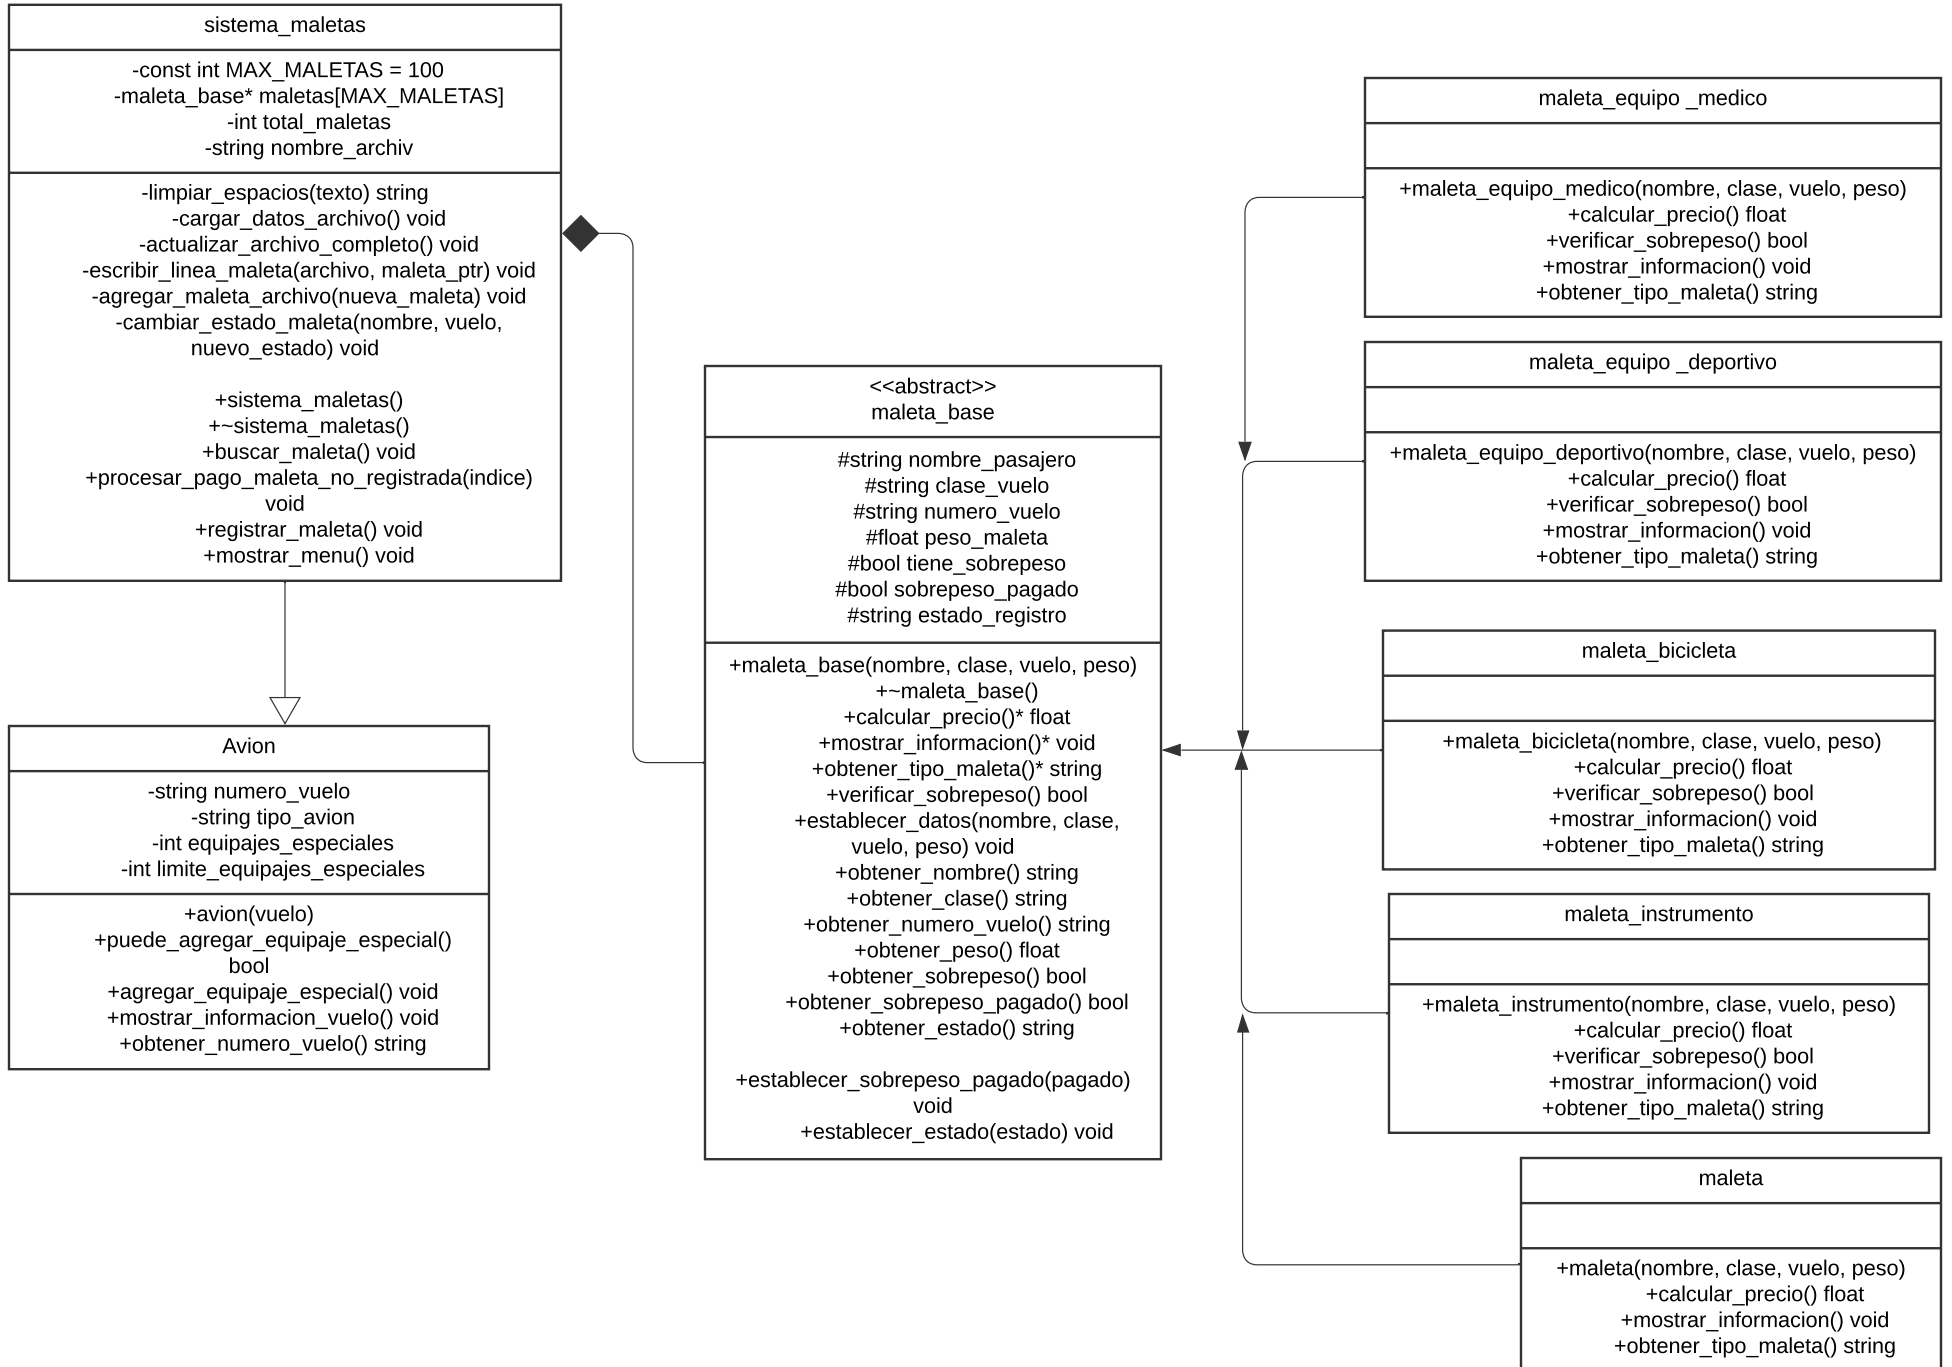 sistema_maletas
-const int MAX_MALETAS = 100
-maleta_base* maletas[MAX_MALETAS]
-int total_maletas
-string nombre_archiv
-limpiar_espacios(texto) string
-cargar_datos_archivo() void
-actualizar_archivo_completo() void
-escribir_linea_maleta(archivo, maleta_ptr) void
-agregar_maleta_archivo(nueva_maleta) void
-cambiar_estado_maleta(nombre, vuelo,
nuevo_estado) void
+sistema_maletas()
+~sistema_maletas()
+buscar_maleta() void
+procesar_pago_maleta_no_registrada(indice)
void
+registrar_maleta() void
+mostrar_menu() void
Avion
-string numero_vuelo
-string tipo_avion
-int equipajes_especiales
-int limite_equipajes_especiales
+avion(vuelo)
+puede_agregar_equipaje_especial()
bool
+agregar_equipaje_especial() void
+mostrar_informacion_vuelo() void
+obtener_numero_vuelo() string
<<abstract>>
maleta_base
#string nombre_pasajero
#string clase_vuelo
#string numero_vuelo
#float peso_maleta
#bool tiene_sobrepeso
#bool sobrepeso_pagado
#string estado_registro
+maleta_base(nombre, clase, vuelo, peso)
+~maleta_base()
+calcular_precio()* float
+mostrar_informacion()* void
+obtener_tipo_maleta()* string
+verificar_sobrepeso() bool
+establecer_datos(nombre, clase,
vuelo, peso) void
+obtener_nombre() string
+obtener_clase() string
+obtener_numero_vuelo() string
+obtener_peso() float
+obtener_sobrepeso() bool
+obtener_sobrepeso_pagado() bool
+obtener_estado() string
+establecer_sobrepeso_pagado(pagado)
void
+establecer_estado(estado) void
maleta_equipo _medico
+maleta_equipo_medico(nombre, clase, vuelo, peso)
+calcular_precio() float
+verificar_sobrepeso() bool
+mostrar_informacion() void
+obtener_tipo_maleta() string
maleta_equipo _deportivo
+maleta_equipo_deportivo(nombre, clase, vuelo, peso)
+calcular_precio() float
+verificar_sobrepeso() bool
+mostrar_informacion() void
+obtener_tipo_maleta() string
maleta_bicicleta
+maleta_bicicleta(nombre, clase, vuelo, peso)
+calcular_precio() float
+verificar_sobrepeso() bool
+mostrar_informacion() void
+obtener_tipo_maleta() string
maleta_instrumento
+maleta_instrumento(nombre, clase, vuelo, peso)
+calcular_precio() float
+verificar_sobrepeso() bool
+mostrar_informacion() void
+obtener_tipo_maleta() string
maleta
+maleta(nombre, clase, vuelo, peso)
+calcular_precio() float
+mostrar_informacion() void
+obtener_tipo_maleta() string